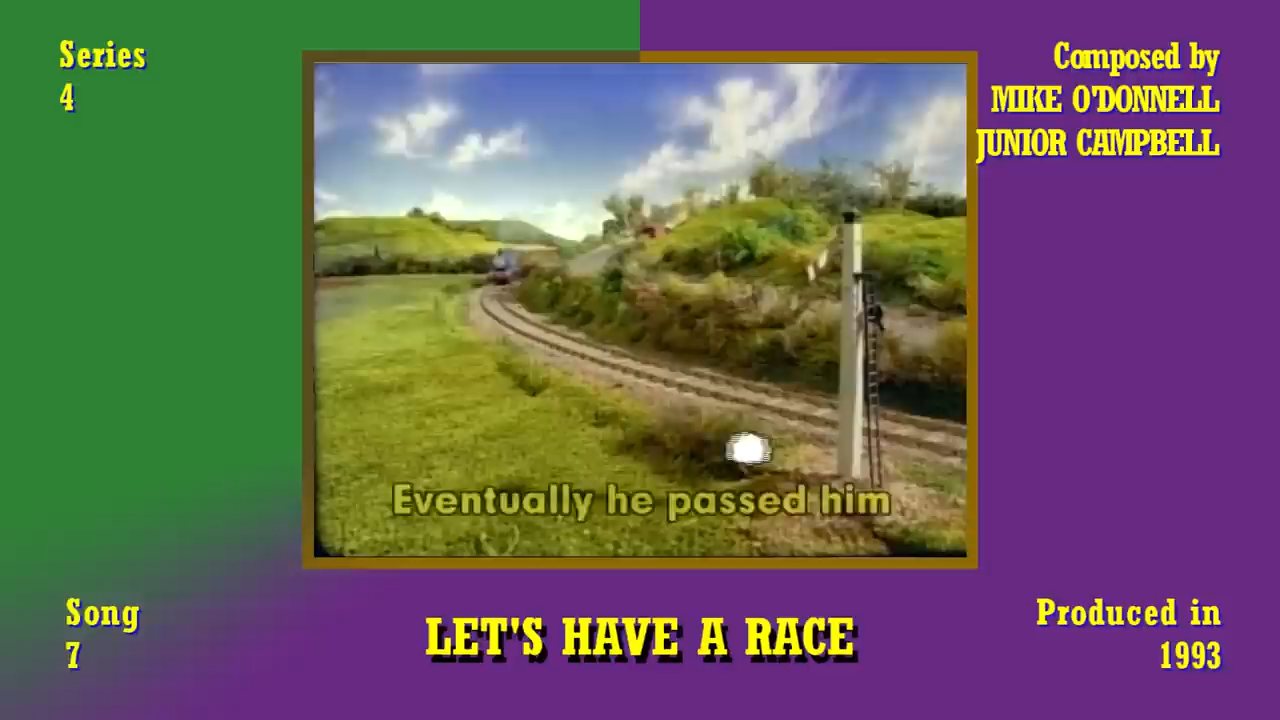 Series
4
Composed by
MIKE O'DONNELL
JUNIOR CAMPBELL
Eventually he passed him
Song
7
LET'S HAVE A RACE
Produced in
1993